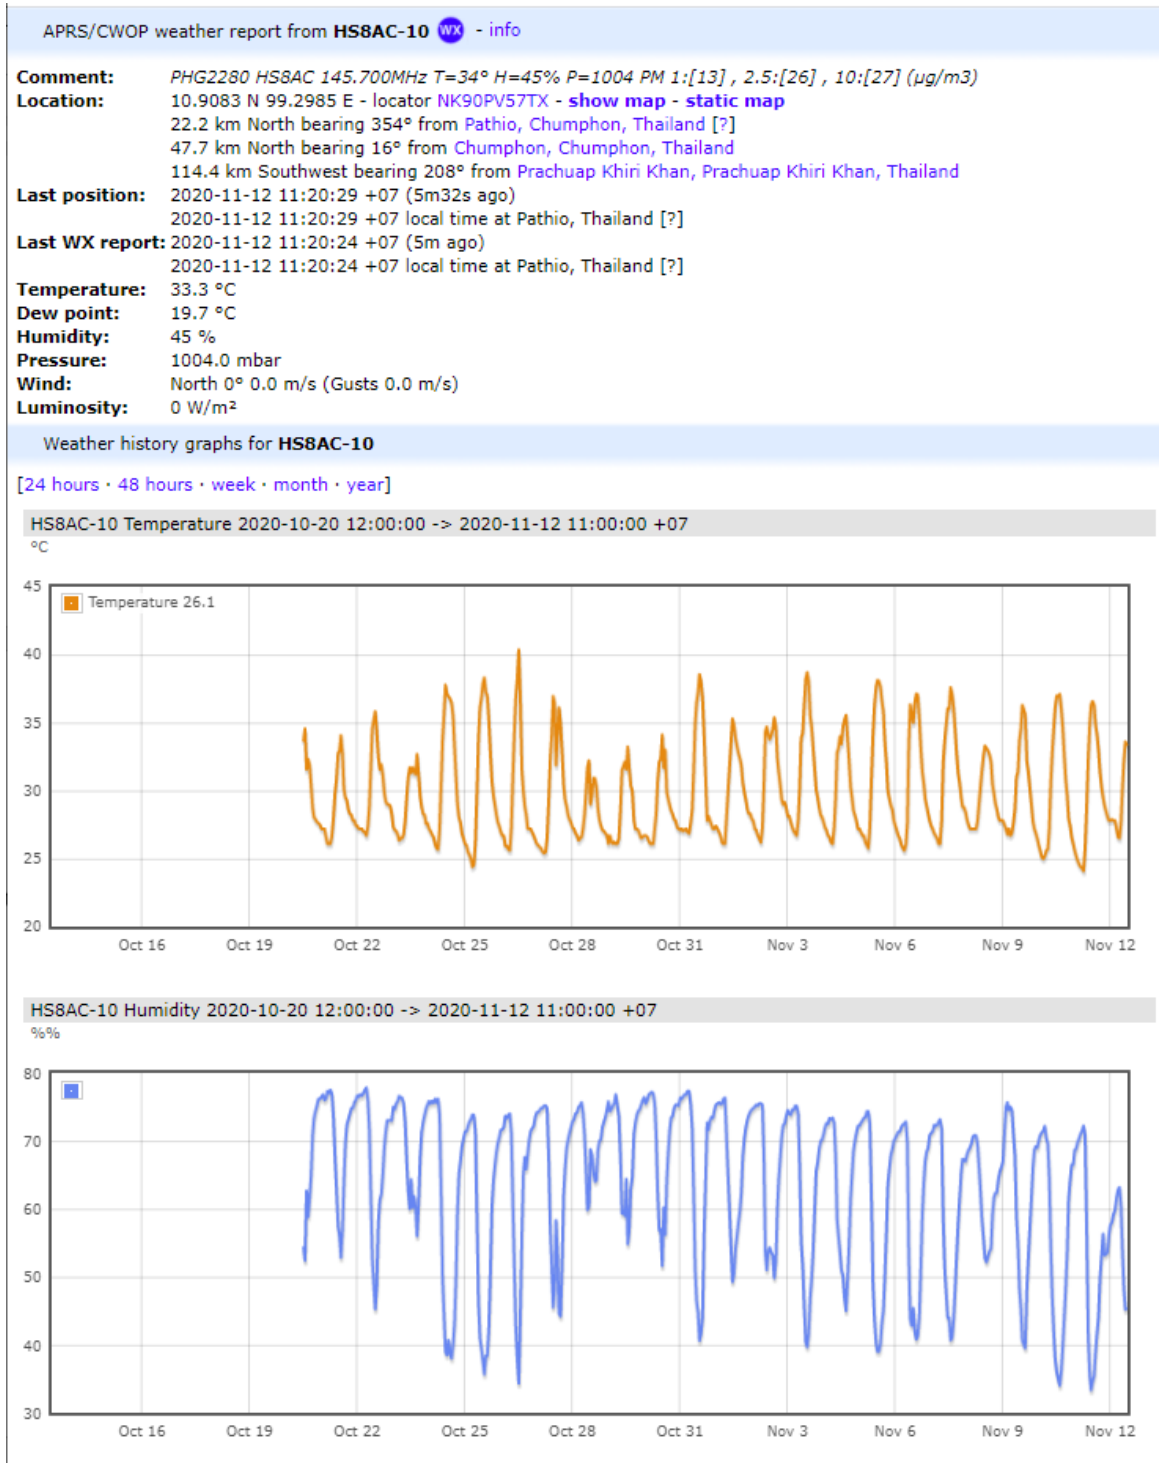 APRS/CWOP weather report from HS8AC-10 WX - info
Comment: PHG2280 HS8AC 145.700MHz T=34° H=45% P=1004 PM 1:[13] , 2.5:[26] , 10:[27] (µg/m3)
Location: 10.9083 N 99.2985 E - locator NK90PV57TX - show map - static map
22.2 km North bearing 354° from Pathio, Chumphon, Thailand [?]
47.7 km North bearing 16° from Chumphon, Chumphon, Thailand
114.4 km Southwest bearing 208° from Prachuap Khiri Khan, Prachuap Khiri Khan, Thailand
Last position: 2020-11-12 11:20:29 +07 (5m32s ago)
2020-11-12 11:20:29 +07 local time at Pathio, Thailand [?]
Last WX report: 2020-11-12 11:20:24 +07 (5m ago)
2020-11-12 11:20:24 +07 local time at Pathio, Thailand [?]
Temperature: 33.3 °C
Dew point: 19.7 °C
Humidity: 45 %
Pressure: 1004.0 mbar
Wind: North 0° 0.0 m/s (Gusts 0.0 m/s)
Luminosity: 0 W/m²
Weather history graphs for HS8AC-10
[24 hours · 48 hours · week · month · year]
HS8AC-10 Temperature 2020-10-20 12:00:00 -> 2020-11-12 11:00:00 +07
°C
45
Temperature 26.1
40
35
30
25
20
Oct 16 Oct 19 Oct 22 Oct 25 Oct 28 Oct 31 Nov 3 Nov 6 Nov 9 Nov 12
HS8AC-10 Humidity 2020-10-20 12:00:00 -> 2020-11-12 11:00:00 +07
%%
80
70
60
50
40
30
Oct 16 Oct 19 Oct 22 Oct 25 Oct 28 Oct 31 Nov 3 Nov 6 Nov 9 Nov 12